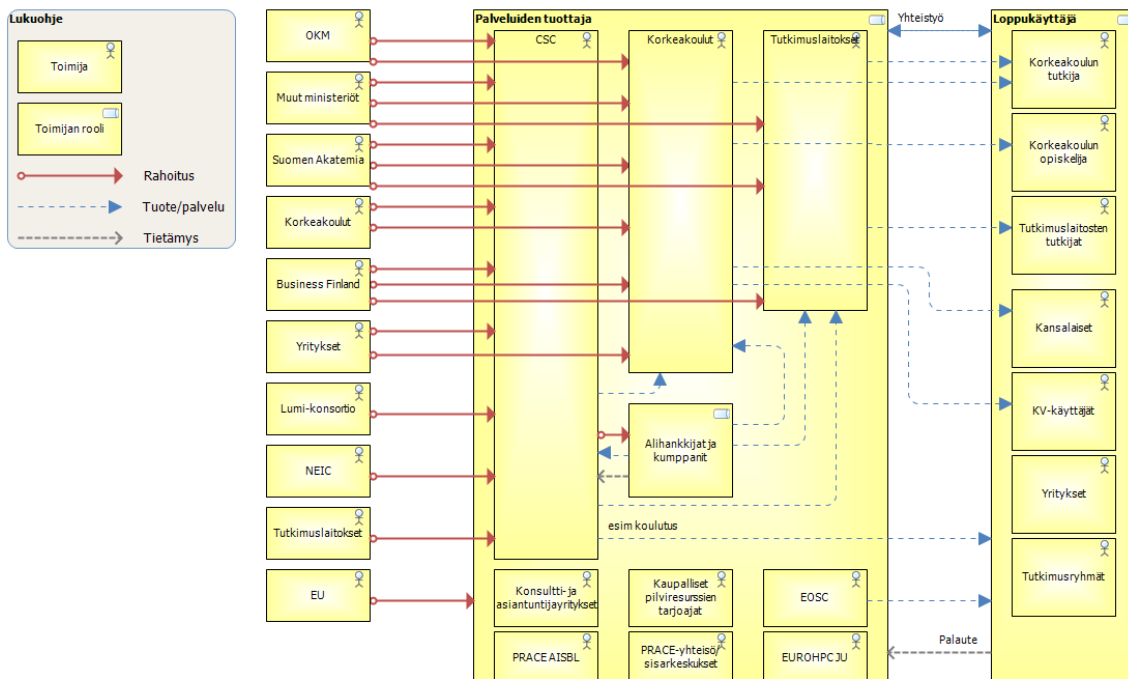 Lukuohje
Toimija
Toimijan rooli
Rahoitus
Tuote/palvelu
Tietämys
OKM
Muut ministeriöt
Suomen Akatemia
Korkeakoulut
Business Finland
Yritykset
Lumi-konsortio
NEIC
Tutkimuslaitokset
EU
Palveluiden tuottaja
CSC
Korkeakoulut
Tutkimuslaitokset
Alihankkijat ja
kumppanit
esim koulutus
Konsultti- ja
asiantuntijayritykset
Kaupalliset
pilviresurssien
tarjoajat
EOSC
PRACE AISBL
PRACE-yhteisö/
sisarkeskukset
EUROHPC JU
Yhteistyö
Palaute
Loppukäyttäjä
Korkeakoulun
tutkija
Korkeakoulun
opiskelija
Tutkimuslaitosten
tutkijat
Kansalaiset
KV-käyttäjät
Yritykset
Tutkimusryhmät